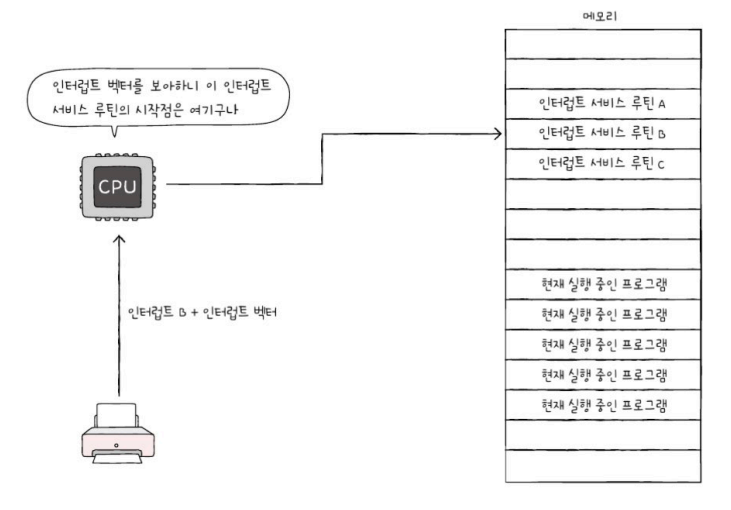 메모리
인터럽트 벡터를 보아하니 이 인터럽트
서비스 루틴의 시작점은 여기구나
CPU
인터럽트 B + 인터럽트 벡터
인터럽트 서비스 루틴 A
인터럽트 서비스 루틴 B
인터럽트 서비스 루틴 C
현재 실행 중인 프로그램
현재 실행 중인 프로그램
현재 실행 중인 프로그램
현재 실행 중인 프로그램
현재 실행 중인 프로그램